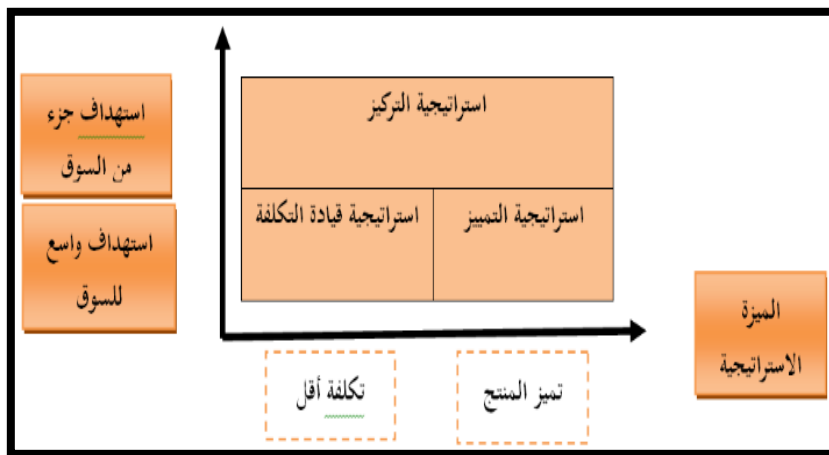 استراتيجية التركيز
استهداف جزء
من السوق
استراتيجية التمييز
استراتيجية قيادة التكلفة
استهداف واسع
للسوق
الميزة
الاستراتيجية
تميز المنتج
تكلفة أقل